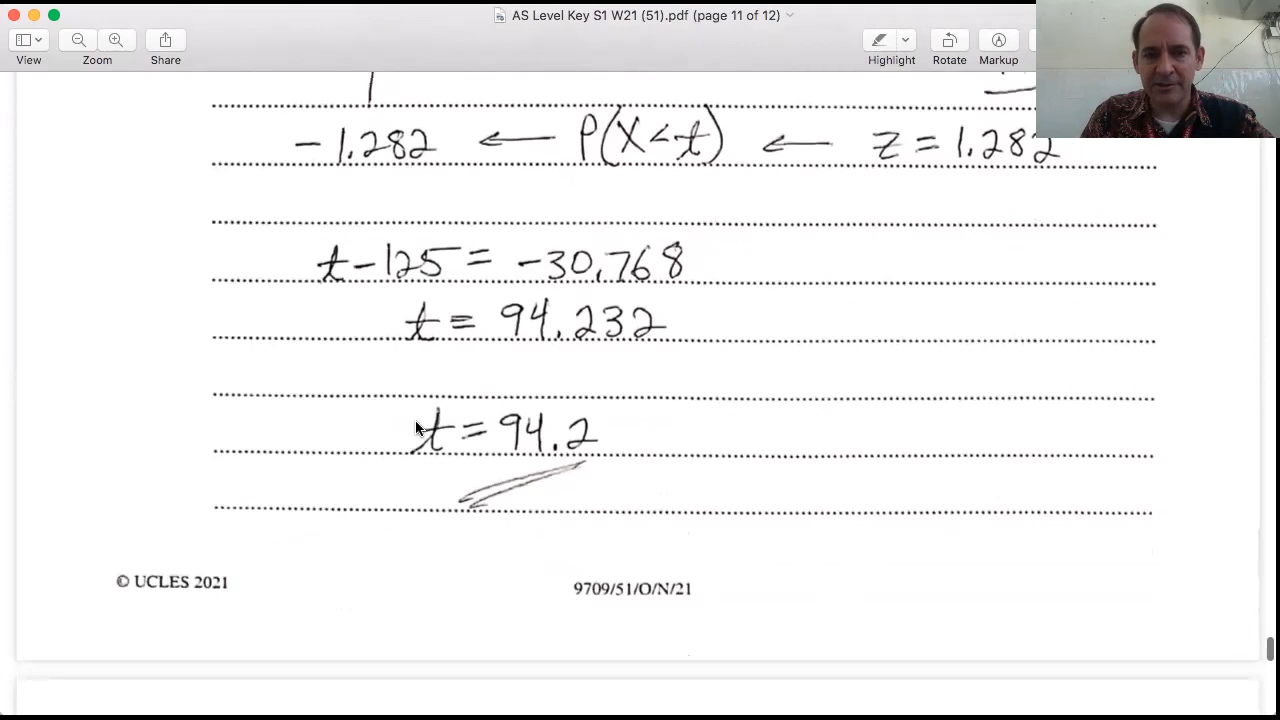 AS Level Key S1 W21 (51).pdf (page 11 of 12)
View Zoom Share Highlight Rotate Markup
-1.282 ← P(X<t) ← z = 1.282
t - 125 = -30.768
t = 94.232
t = 94.2
© UCLES 2021 9709/51/O/N/21